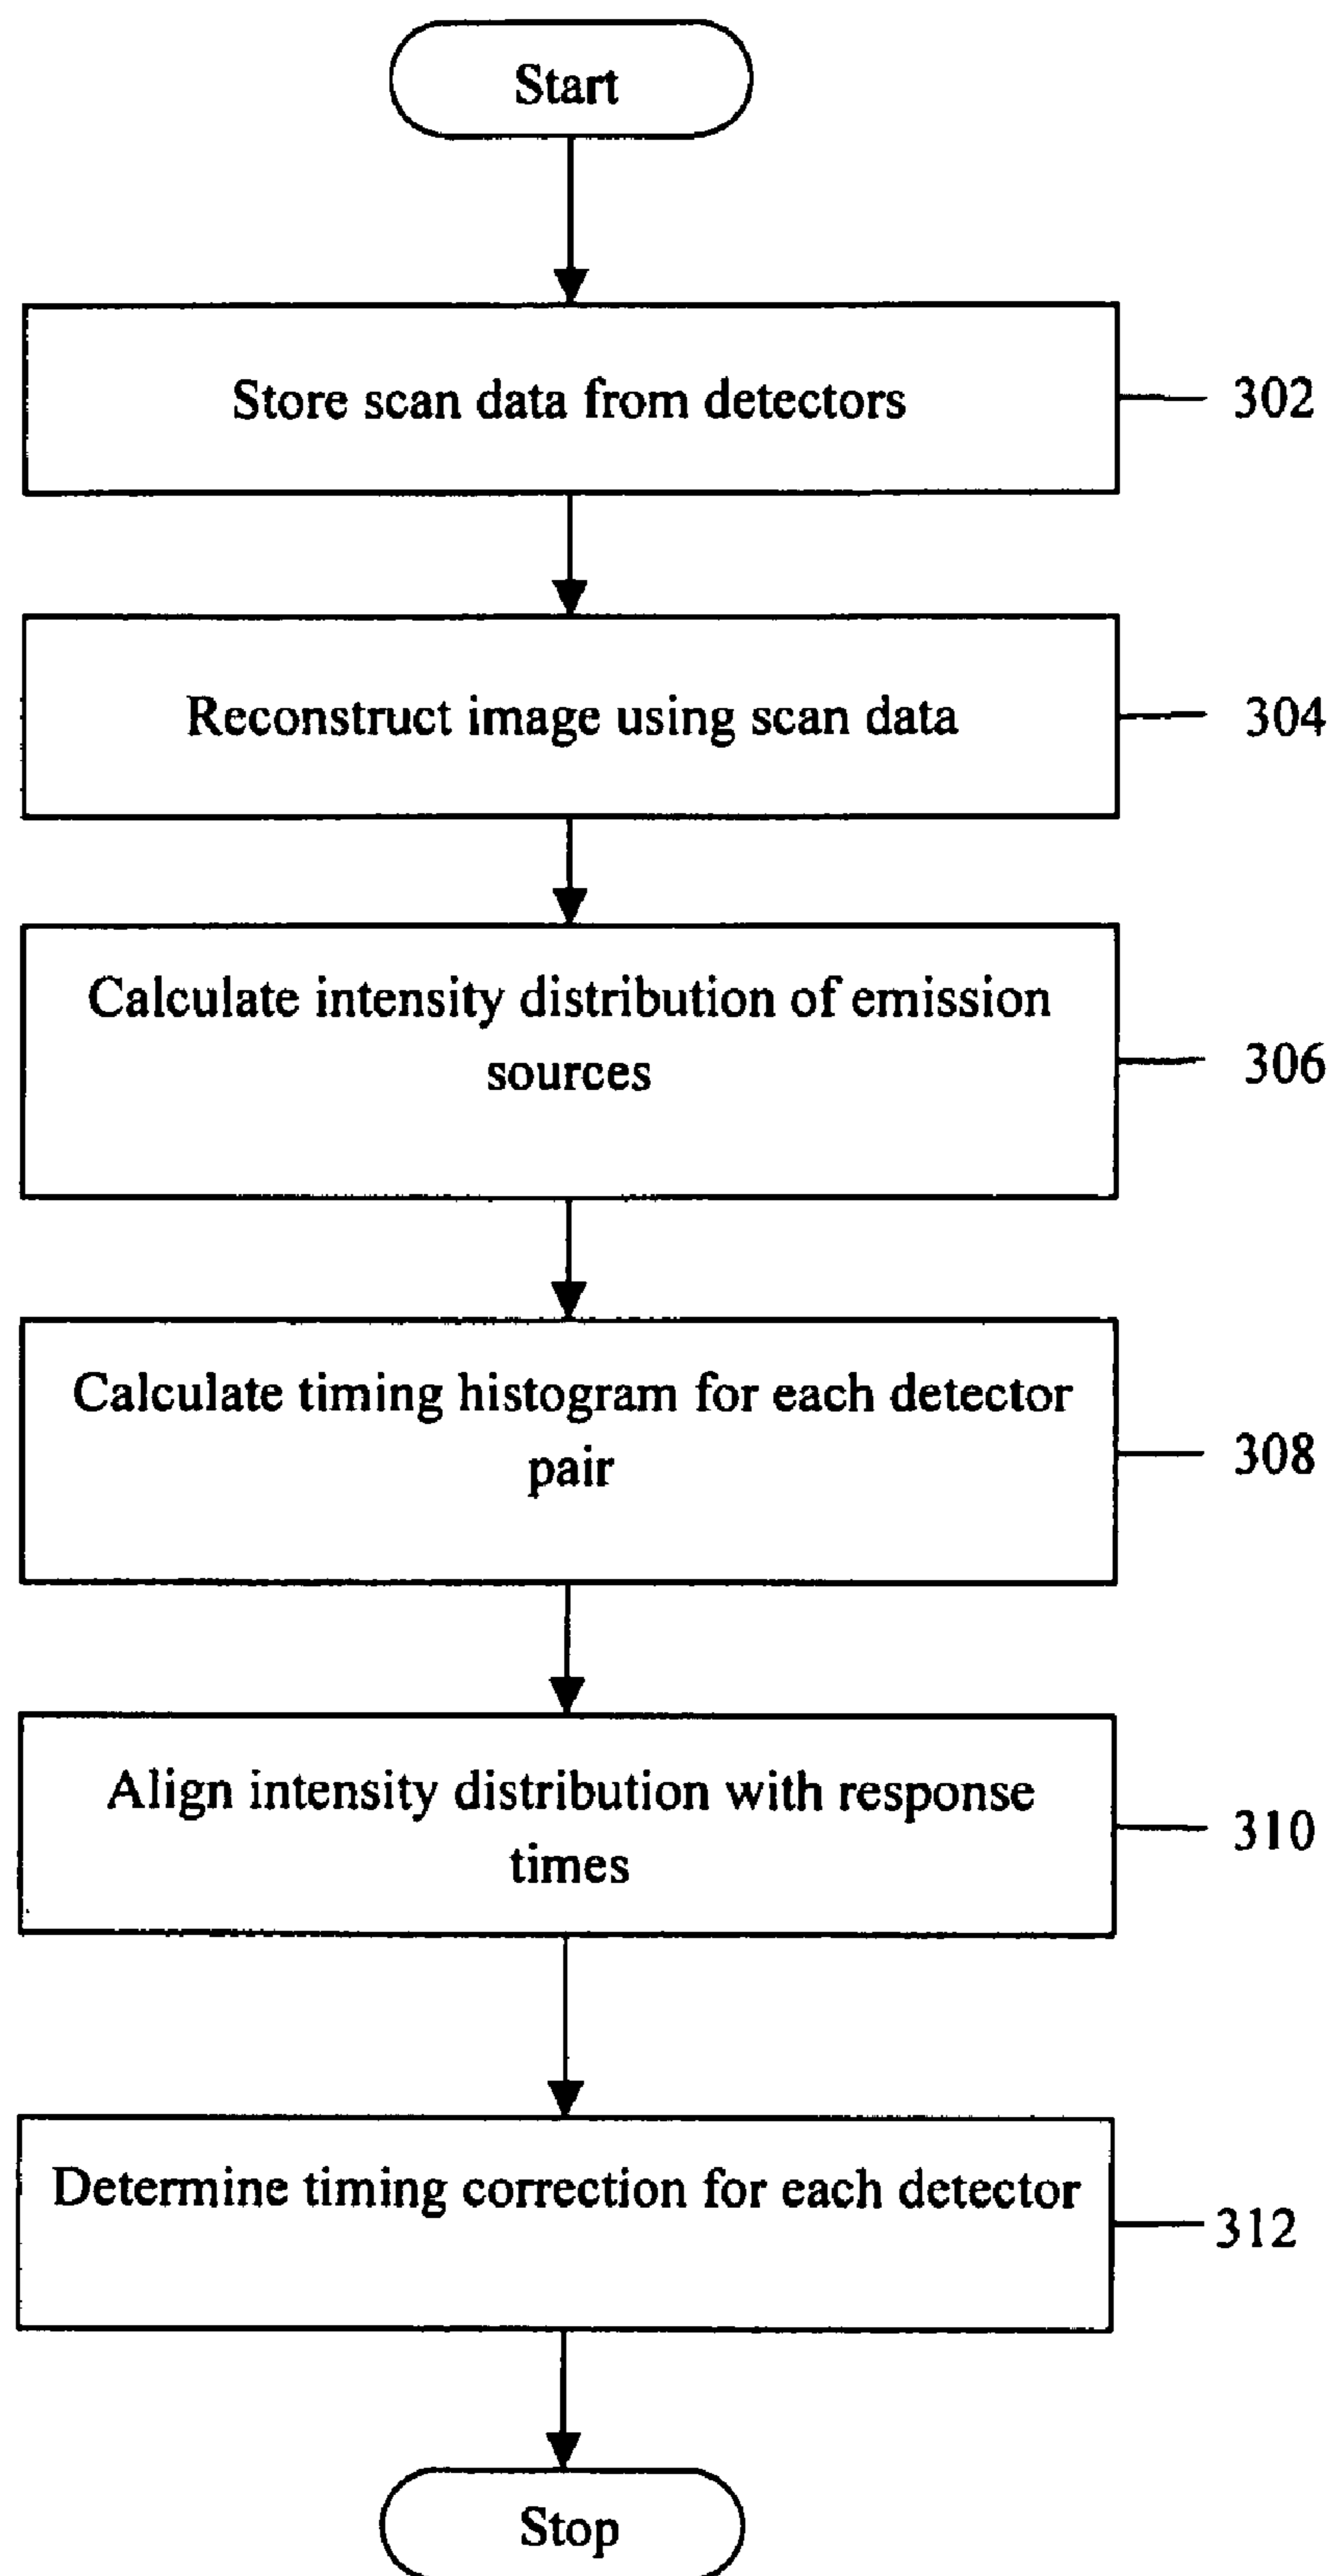 Start
Store scan data from detectors
302
Reconstruct image using scan data
304
Calculate intensity distribution of emission
sources
306
Calculate timing histogram for each detector
pair
308
Align intensity distribution with response
times
310
Determine timing correction for each detector
312
Stop